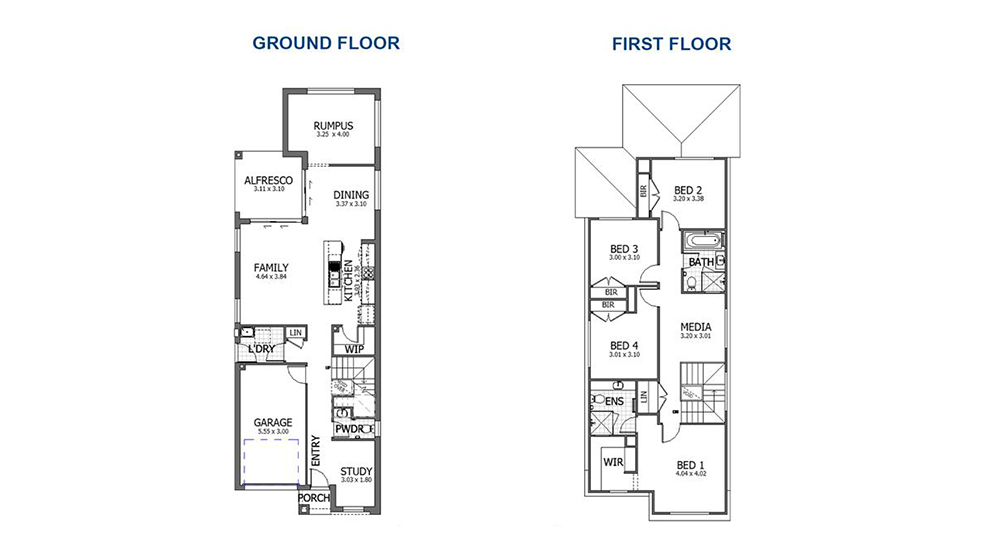 GROUND FLOOR
RUMPUS
3.25 x 4.00
ALFRESCO
3.11 x 3.10
DINING
3.37 x 3.10
FAMILY
4.64 x 3.84
KITCHEN
3.03 x 2.36
LIN
L'DRY
WIP
GARAGE
5.55 x 3.00
PWDR
ENTRY
STUDY
3.03 x 1.80
PORCH
FIRST FLOOR
BIR
BED 2
3.20 x 3.38
BED 3
3.00 x 3.10
BATH
BIR
BIR
MEDIA
3.20 x 3.01
BED 4
3.01 x 3.10
ENS
LIN
WIR
BED 1
4.04 x 4.02